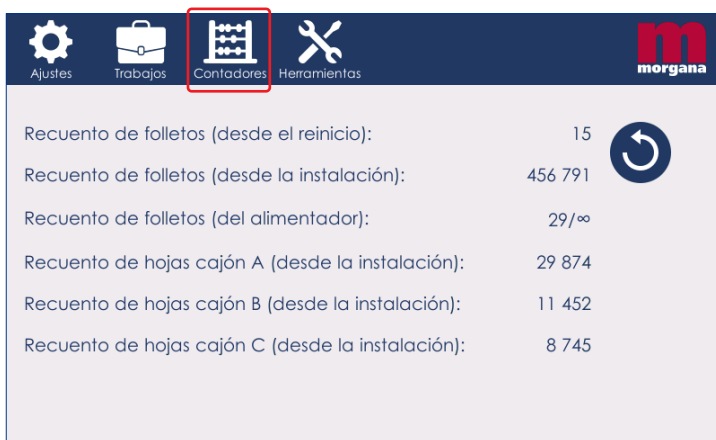 Ajustes Trabajos Contadores Herramientas morgana
Recuento de folletos (desde el reinicio): 15
Recuento de folletos (desde la instalación): 456 791
Recuento de folletos (del alimentador): 29/∞
Recuento de hojas cajón A (desde la instalación): 29 874
Recuento de hojas cajón B (desde la instalación): 11 452
Recuento de hojas cajón C (desde la instalación): 8 745